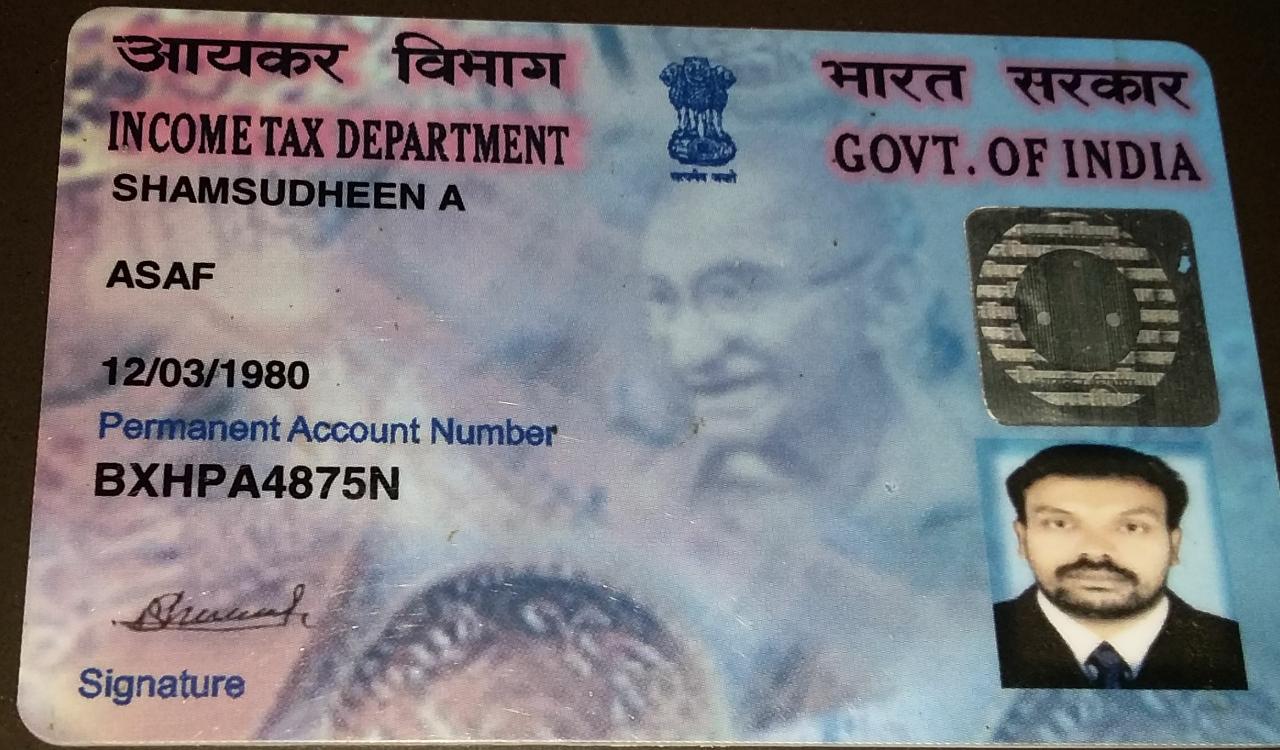 आयकर विभाग
INCOME TAX DEPARTMENT
भारत सरकार
GOVT. OF INDIA
सत्यमेव जयते
SHAMSUDHEEN A
ASAF
12/03/1980
Permanent Account Number
BXHPA4875N
Signature